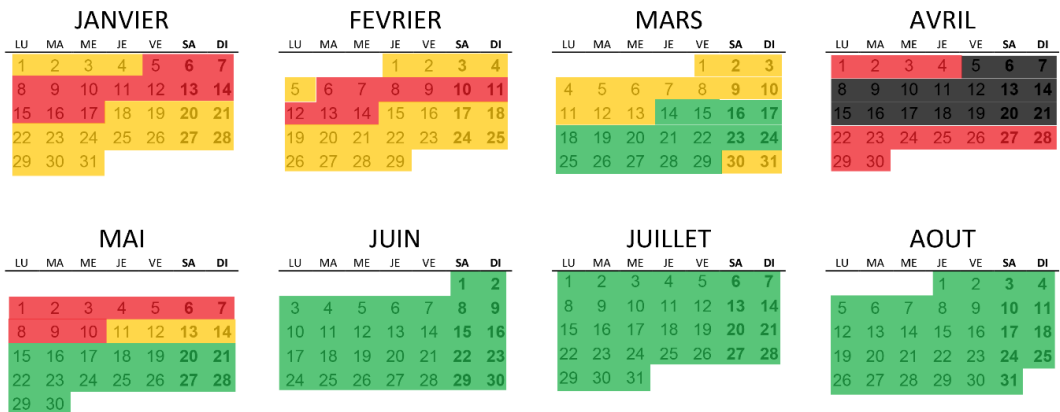 JANVIER FEVRIER MARS AVRIL
LU MA ME JE VE SA DI LU MA ME JE VE SA DI LU MA ME JE VE SA DI LU MA ME JE VE SA DI
1 2 3 4 5 6 7 1 2 3 4 1 2 3 1 2 3 4 5 6 7
8 9 10 11 12 13 14 5 6 7 8 9 10 11 4 5 6 7 8 9 10 8 9 10 11 12 13 14
15 16 17 18 19 20 21 12 13 14 15 16 17 18 11 12 13 14 15 16 17 15 16 17 18 19 20 21
22 23 24 25 26 27 28 19 20 21 22 23 24 25 18 19 20 21 22 23 24 22 23 24 25 26 27 28
29 30 31 26 27 28 29 25 26 27 28 29 30 31 29 30
MAI JUIN JUILLET AOUT
LU MA ME JE VE SA DI LU MA ME JE VE SA DI LU MA ME JE VE SA DI LU MA ME JE VE SA DI
1 2 1 2 3 4 5 6 7 1 2 3 4
1 2 3 4 5 6 7 3 4 5 6 7 8 9 8 9 10 11 12 13 14 5 6 7 8 9 10 11
8 9 10 11 12 13 14 10 11 12 13 14 15 16 15 16 17 18 19 20 21 12 13 14 15 16 17 18
15 16 17 18 19 20 21 17 18 19 20 21 22 23 22 23 24 25 26 27 28 19 20 21 22 23 24 25
22 23 24 25 26 27 28 24 25 26 27 28 29 30 29 30 31 26 27 28 29 30 31
29 30